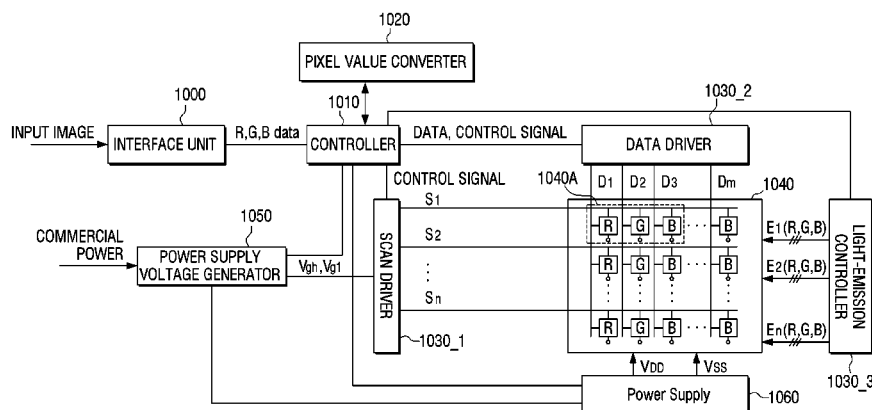 1020
PIXEL VALUE CONVERTER
1000
1010
1030_2
INPUT IMAGE
INTERFACE UNIT
R,G,B data
CONTROLLER
DATA, CONTROL SIGNAL
DATA DRIVER
CONTROL SIGNAL
1040A
D1 D2 D3 Dm
1040
1050
COMMERCIAL
POWER
POWER SUPPLY
VOLTAGE GENERATOR
Vgh,Vg1
SCAN DRIVER
S1
S2
Sn
R G B B
R G B B
R G B B
E1(R,G,B)
E2(R,G,B)
En(R,G,B)
LIGHT-EMISSION
CONTROLLER
1030_1
VDD
VSS
1030_3
Power Supply
1060